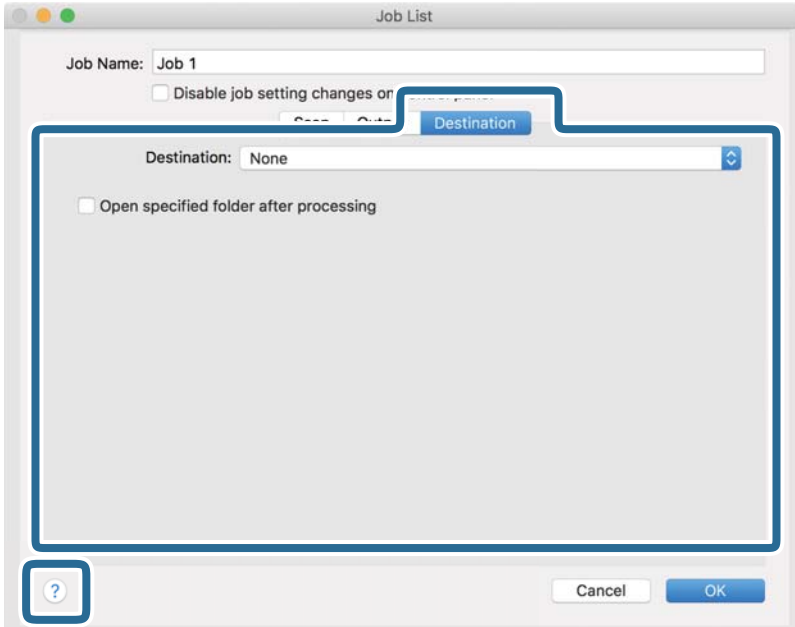 Job List
Job Name: Job 1
Disable job setting changes on
Destination
Destination: None
Open specified folder after processing
?
Cancel OK